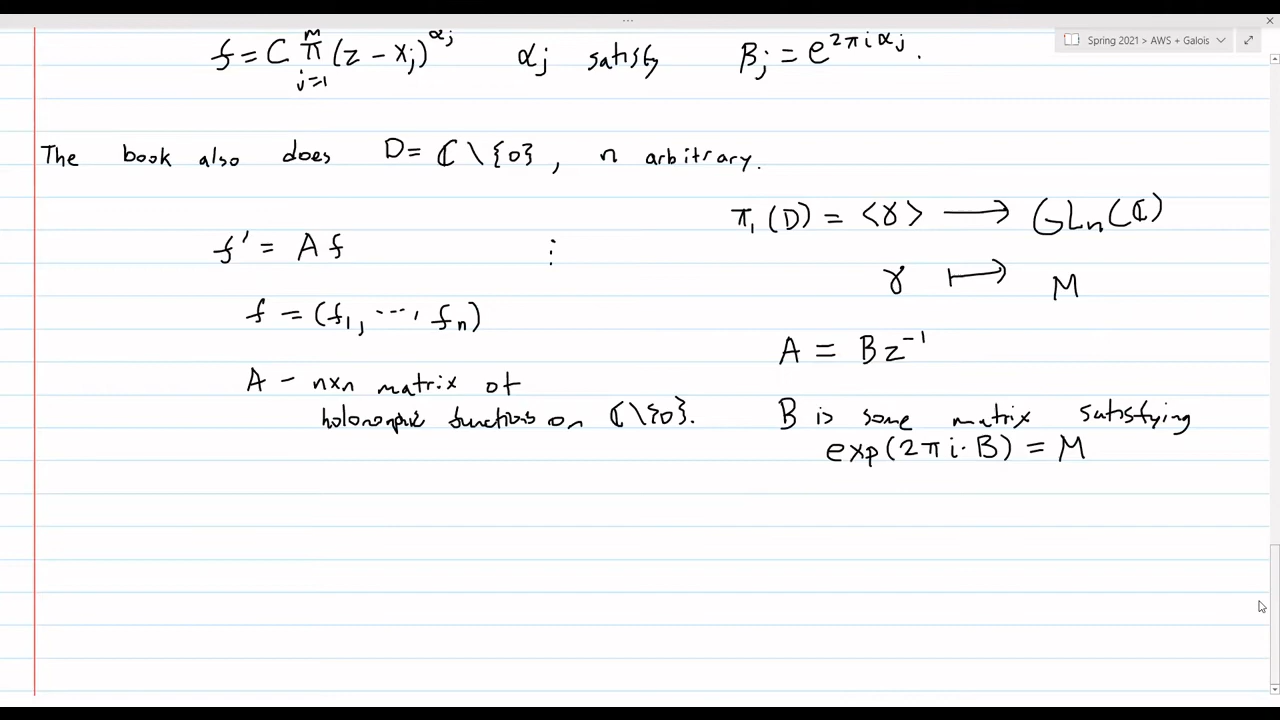 Spring 2021 > AWS + Galois
f = C ∏_{j=1}^{m} (z - x_j)^{α_j} α_j satisfy β_j = e^{2πiα_j}.
The book also does D = ℂ \ {0}, n arbitrary.
π_1(D) = <γ> ⟶ GL_n(ℂ)
f' = A f ⋮
γ ⟼ M
f = (f_1, ..., f_n)
A = Bz^{-1}
A - n×n matrix of
holomorphic functions on ℂ\{0}.
B is some matrix satisfying
exp(2πi·B) = M